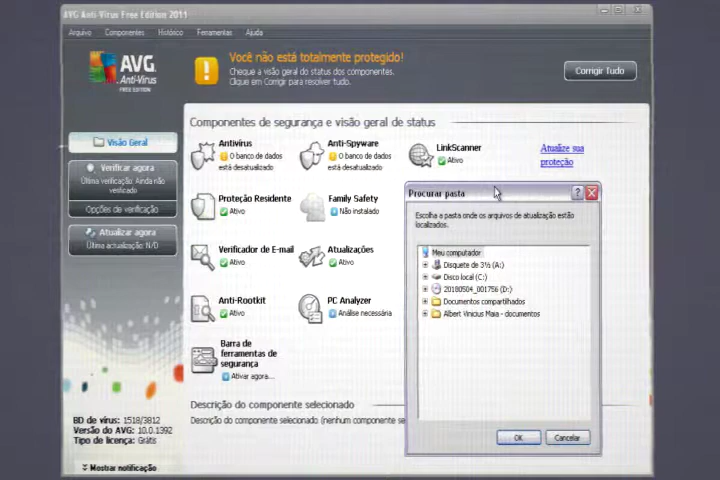 AVG Anti-Virus Free Edition 2011
Arquivo Componentes Histórico Ferramentas Ajuda
AVG.
Anti-Virus
FREE EDITION
Você não está totalmente protegido!
Cheque a visão geral do status dos componentes.
Clique em Corrigir para resolver tudo.
Corrigir Tudo
Visão Geral
Verificar agora
Última verificação: Ainda não
verificado
Opções de verificação
Atualizar agora
Última actualização: N/D
BD de vírus: 1518/3812
Versão do AVG: 10.0.1392
Tipo de licença: Grátis
Mostrar notificação
Componentes de segurança e visão geral de status
Antivírus
O banco de dados
está desatualizado
Anti-Spyware
O banco de dados
está desatualizado
LinkScanner
Ativo
Atualize sua
proteção
Proteção Residente
Ativo
Family Safety
Não instalado
Verificador de E-mail
Ativo
Atualizações
Ativo
Anti-Rootkit
Ativo
PC Analyzer
Análise necessária
Barra de
ferramentas de
segurança
Ativar agora...
Descrição do componente selecionado
Descrição do componente selecionado (nenhum componente se
Procurar pasta
Escolha a pasta onde os arquivos de atualização estão
localizados.
Meu computador
Disquete de 3½ (A:)
Disco local (C:)
20180504_001756 (D:)
Documentos compartilhados
Albert Vinicius Maia - documentos
OK
Cancelar